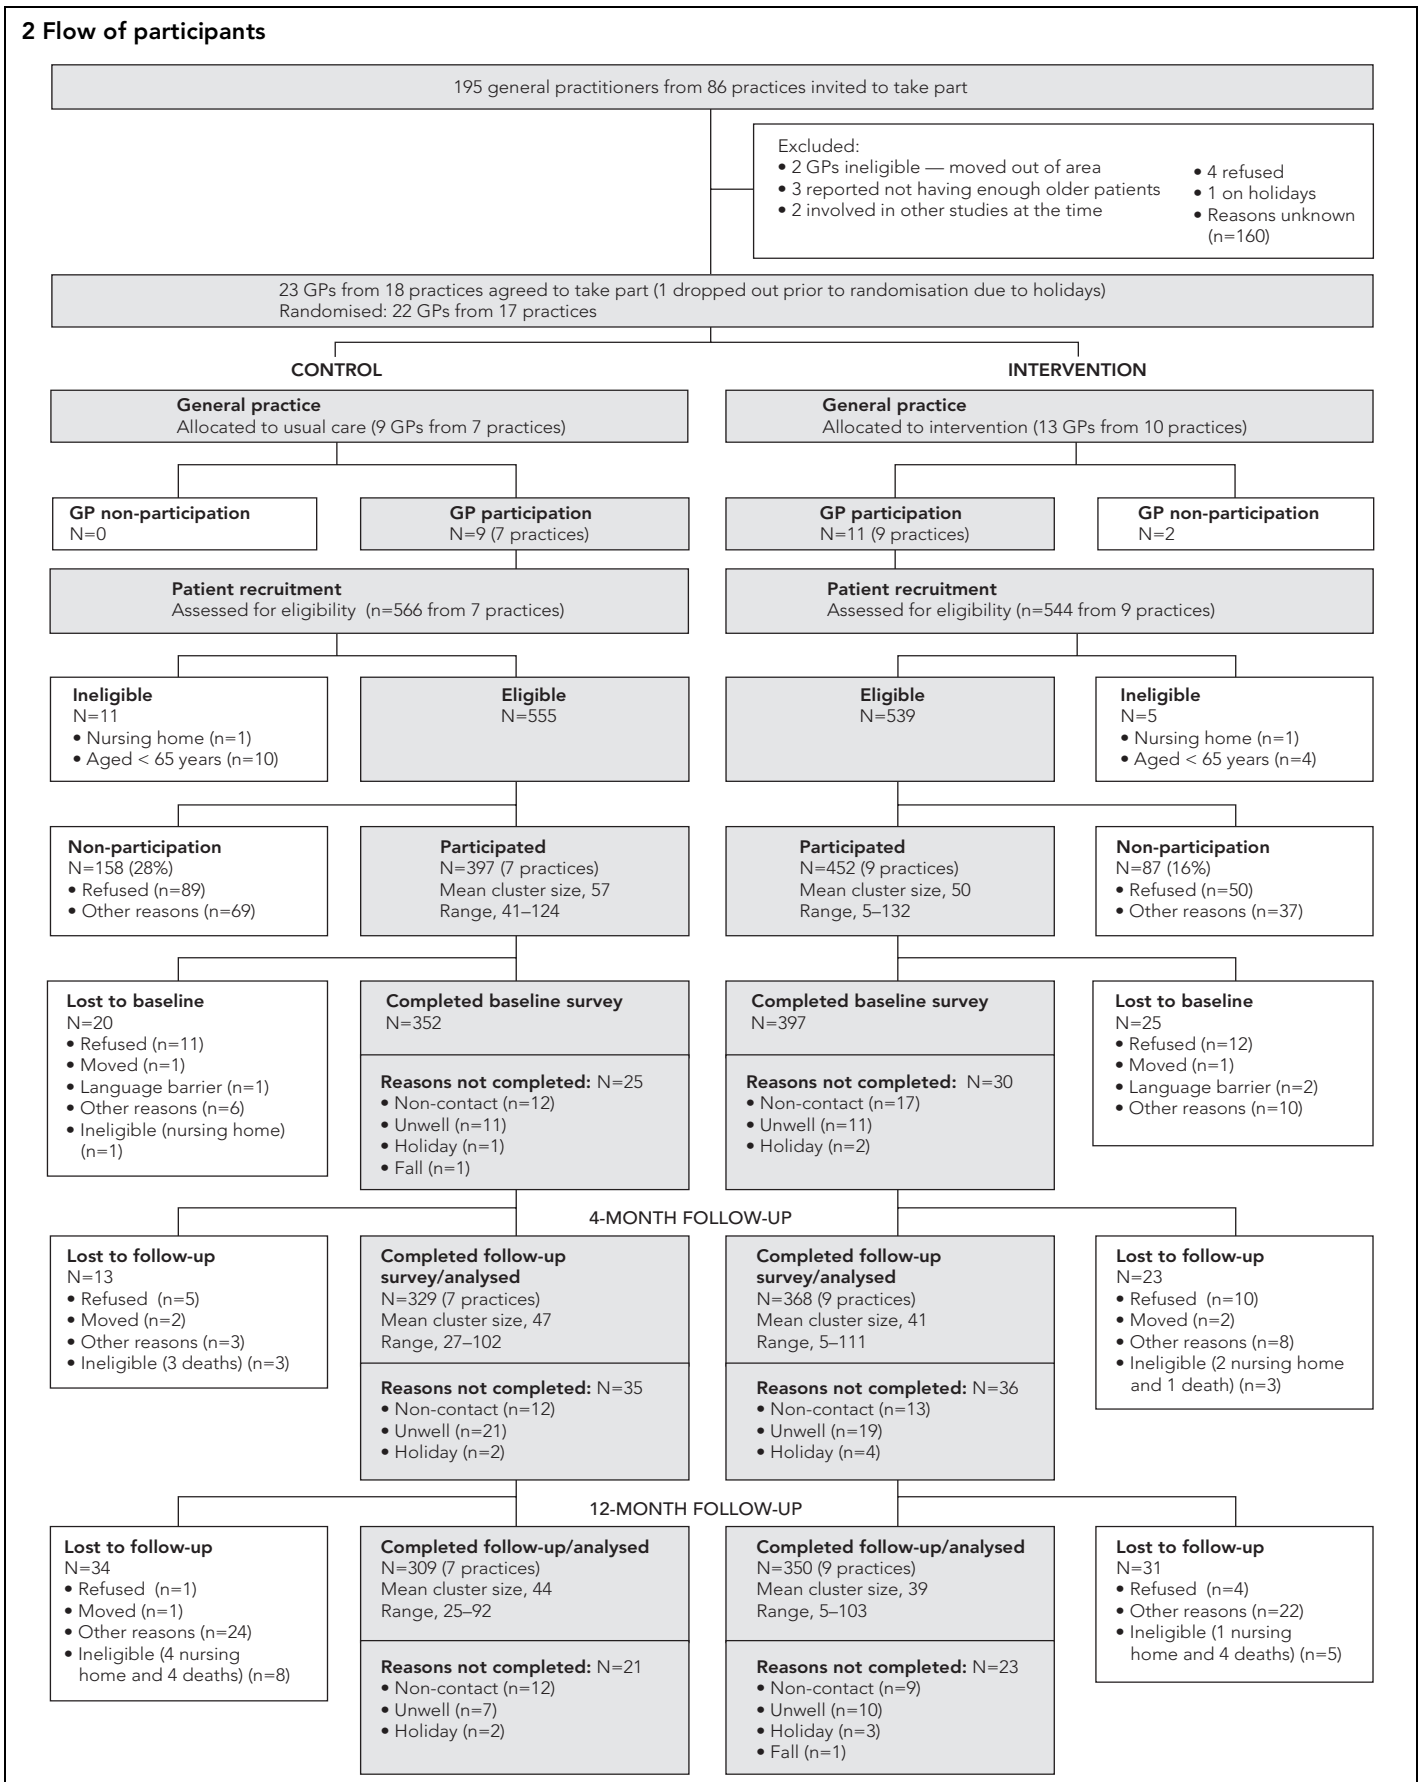 2 Flow of participants
195 general practitioners from 86 practices invited to take part
Excluded:
• 2 GPs ineligible — moved out of area
• 3 reported not having enough older patients
• 2 involved in other studies at the time
• 4 refused
• 1 on holidays
• Reasons unknown
(n=160)
23 GPs from 18 practices agreed to take part (1 dropped out prior to randomisation due to holidays)
Randomised: 22 GPs from 17 practices
CONTROL
INTERVENTION
General practice
Allocated to usual care (9 GPs from 7 practices)
General practice
Allocated to intervention (13 GPs from 10 practices)
GP non-participation
N=0
GP participation
N=9 (7 practices)
GP participation
N=11 (9 practices)
GP non-participation
N=2
Patient recruitment
Assessed for eligibility (n=566 from 7 practices)
Patient recruitment
Assessed for eligibility (n=544 from 9 practices)
Ineligible
N=11
• Nursing home (n=1)
• Aged < 65 years (n=10)
Eligible
N=555
Eligible
N=539
Ineligible
N=5
• Nursing home (n=1)
• Aged < 65 years (n=4)
Non-participation
N=158 (28%)
• Refused (n=89)
• Other reasons (n=69)
Participated
N=397 (7 practices)
Mean cluster size, 57
Range, 41–124
Participated
N=452 (9 practices)
Mean cluster size, 50
Range, 5–132
Non-participation
N=87 (16%)
• Refused (n=50)
• Other reasons (n=37)
Lost to baseline
N=20
• Refused (n=11)
• Moved (n=1)
• Language barrier (n=1)
• Other reasons (n=6)
• Ineligible (nursing home)
(n=1)
Completed baseline survey
N=352
Reasons not completed: N=25
• Non-contact (n=12)
• Unwell (n=11)
• Holiday (n=1)
• Fall (n=1)
Completed baseline survey
N=397
Reasons not completed: N=30
• Non-contact (n=17)
• Unwell (n=11)
• Holiday (n=2)
Lost to baseline
N=25
• Refused (n=12)
• Moved (n=1)
• Language barrier (n=2)
• Other reasons (n=10)
4-MONTH FOLLOW-UP
Lost to follow-up
N=13
• Refused (n=5)
• Moved (n=2)
• Other reasons (n=3)
• Ineligible (3 deaths) (n=3)
Completed follow-up
survey/analysed
N=329 (7 practices)
Mean cluster size, 47
Range, 27–102
Reasons not completed: N=35
• Non-contact (n=12)
• Unwell (n=21)
• Holiday (n=2)
Completed follow-up
survey/analysed
N=368 (9 practices)
Mean cluster size, 41
Range, 5–111
Reasons not completed: N=36
• Non-contact (n=13)
• Unwell (n=19)
• Holiday (n=4)
Lost to follow-up
N=23
• Refused (n=10)
• Moved (n=2)
• Other reasons (n=8)
• Ineligible (2 nursing home
and 1 death) (n=3)
12-MONTH FOLLOW-UP
Lost to follow-up
N=34
• Refused (n=1)
• Moved (n=1)
• Other reasons (n=24)
• Ineligible (4 nursing
home and 4 deaths) (n=8)
Completed follow-up/analysed
N=309 (7 practices)
Mean cluster size, 44
Range, 25–92
Reasons not completed: N=21
• Non-contact (n=12)
• Unwell (n=7)
• Holiday (n=2)
Completed follow-up/analysed
N=350 (9 practices)
Mean cluster size, 39
Range, 5–103
Reasons not completed: N=23
• Non-contact (n=9)
• Unwell (n=10)
• Holiday (n=3)
• Fall (n=1)
Lost to follow-up
N=31
• Refused (n=4)
• Other reasons (n=22)
• Ineligible (1 nursing
home and 4 deaths) (n=5)